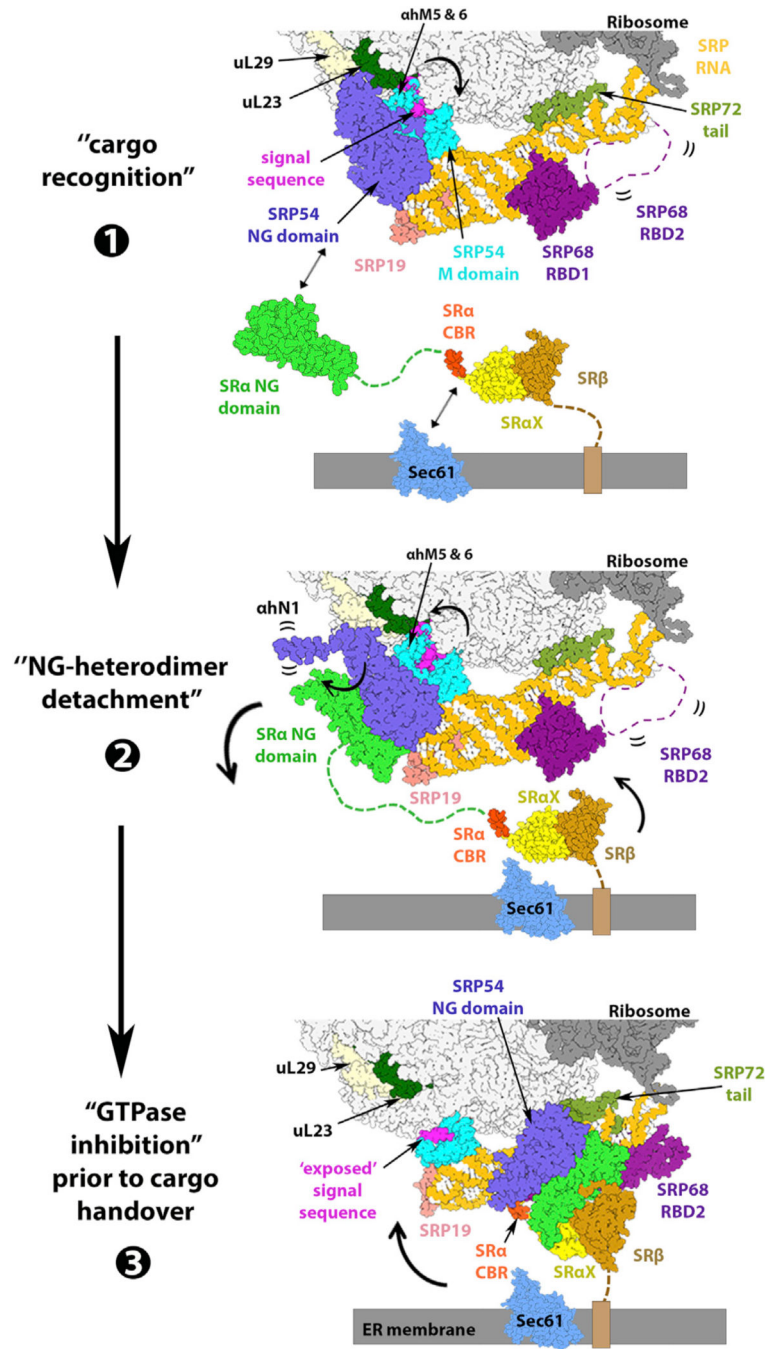 αhM5 & 6
Ribosome
uL29
SRP
RNA
uL23
SRP72
tail
"cargo
recognition"
signal
sequence
SRP54
NG domain
SRP68
RBD2
1
SRP19
SRP54
M domain
SRP68
RBD1
SRα
CBR
SRα NG
domain
SRβ
SRαX
Sec61
αhM5 & 6
Ribosome
αhN1
"NG-heterodimer
detachment"
SRα NG
domain
SRP68
RBD2
2
SRP19
SRαX
SRα
CBR
SRβ
Sec61
SRP54
NG domain
Ribosome
uL29
SRP72
tail
"GTPase
inhibition"
prior to cargo
handover
uL23
'exposed'
signal
sequence
SRP68
RBD2
SRP19
SRα
CBR
SRβ
SRαX
3
ER membrane
Sec61